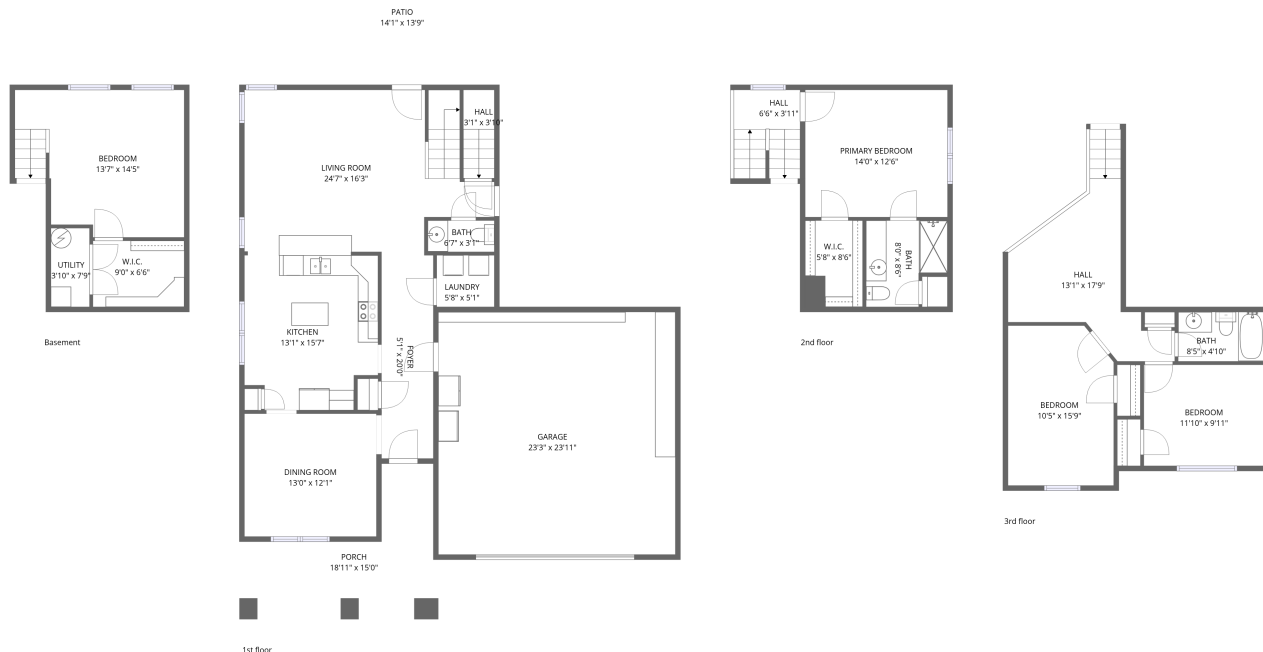 PATIO
14'1" x 13'9"
BEDROOM
13'7" x 14'5"
UTILITY
3'10" x 7'9"
W.I.C.
9'0" x 6'6"
Basement
HALL
3'1" x 3'10"
LIVING ROOM
24'7" x 16'3"
BATH
6'7" x 3'1"
LAUNDRY
5'8" x 5'1"
KITCHEN
13'1" x 15'7"
FOYER
5'1" x 20'0"
GARAGE
23'3" x 23'11"
DINING ROOM
13'0" x 12'1"
PORCH
18'11" x 15'0"
1st floor
HALL
6'6" x 3'11"
PRIMARY BEDROOM
14'0" x 12'6"
W.I.C.
5'8" x 8'6"
BATH
8'0" x 8'6"
2nd floor
HALL
13'1" x 17'9"
BATH
8'5" x 4'10"
BEDROOM
10'5" x 15'9"
BEDROOM
11'10" x 9'11"
3rd floor